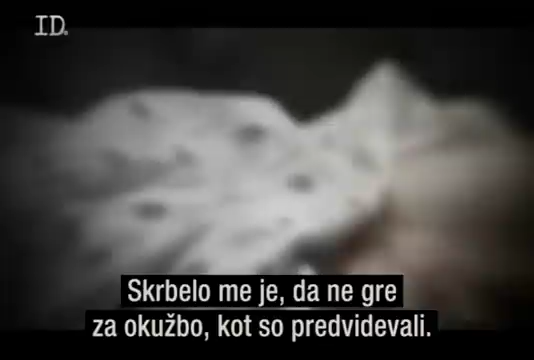 ID.
Skrbelo me je, da ne gre
za okužbo, kot so predvidevali.